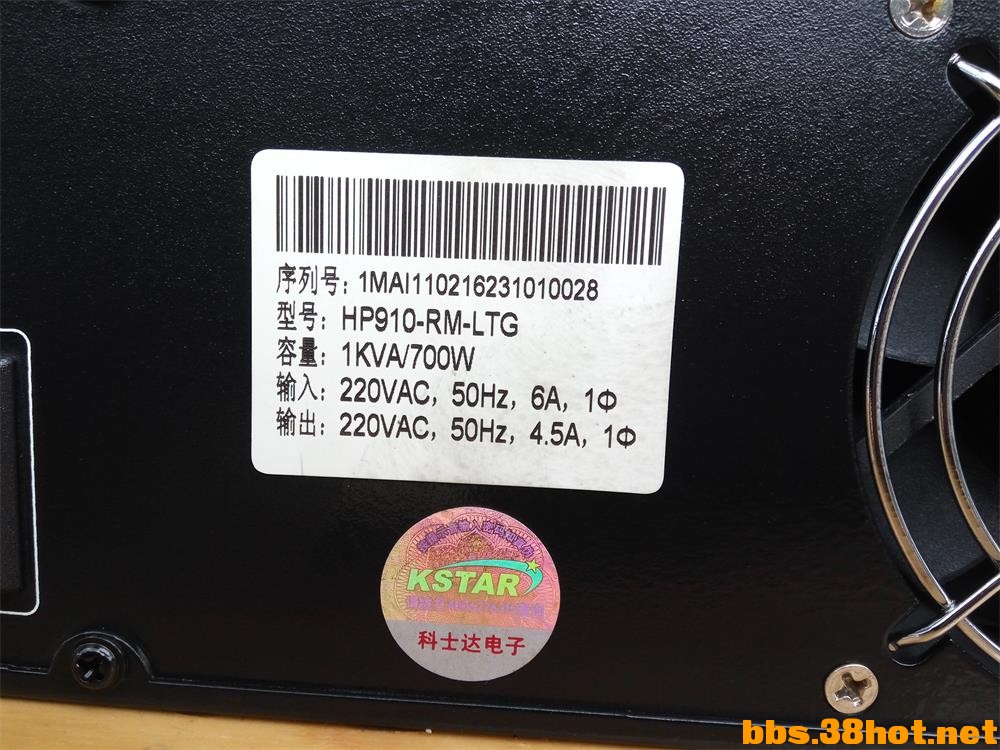 序列号：1MAI110216231010028
型号：HP910-RM-LTG
容量：1KVA/700W
输入：220VAC，50Hz，6A，1Φ
输出：220VAC，50Hz，4.5A，1Φ
KSTAR
科士达电子
bbs.38hot.net